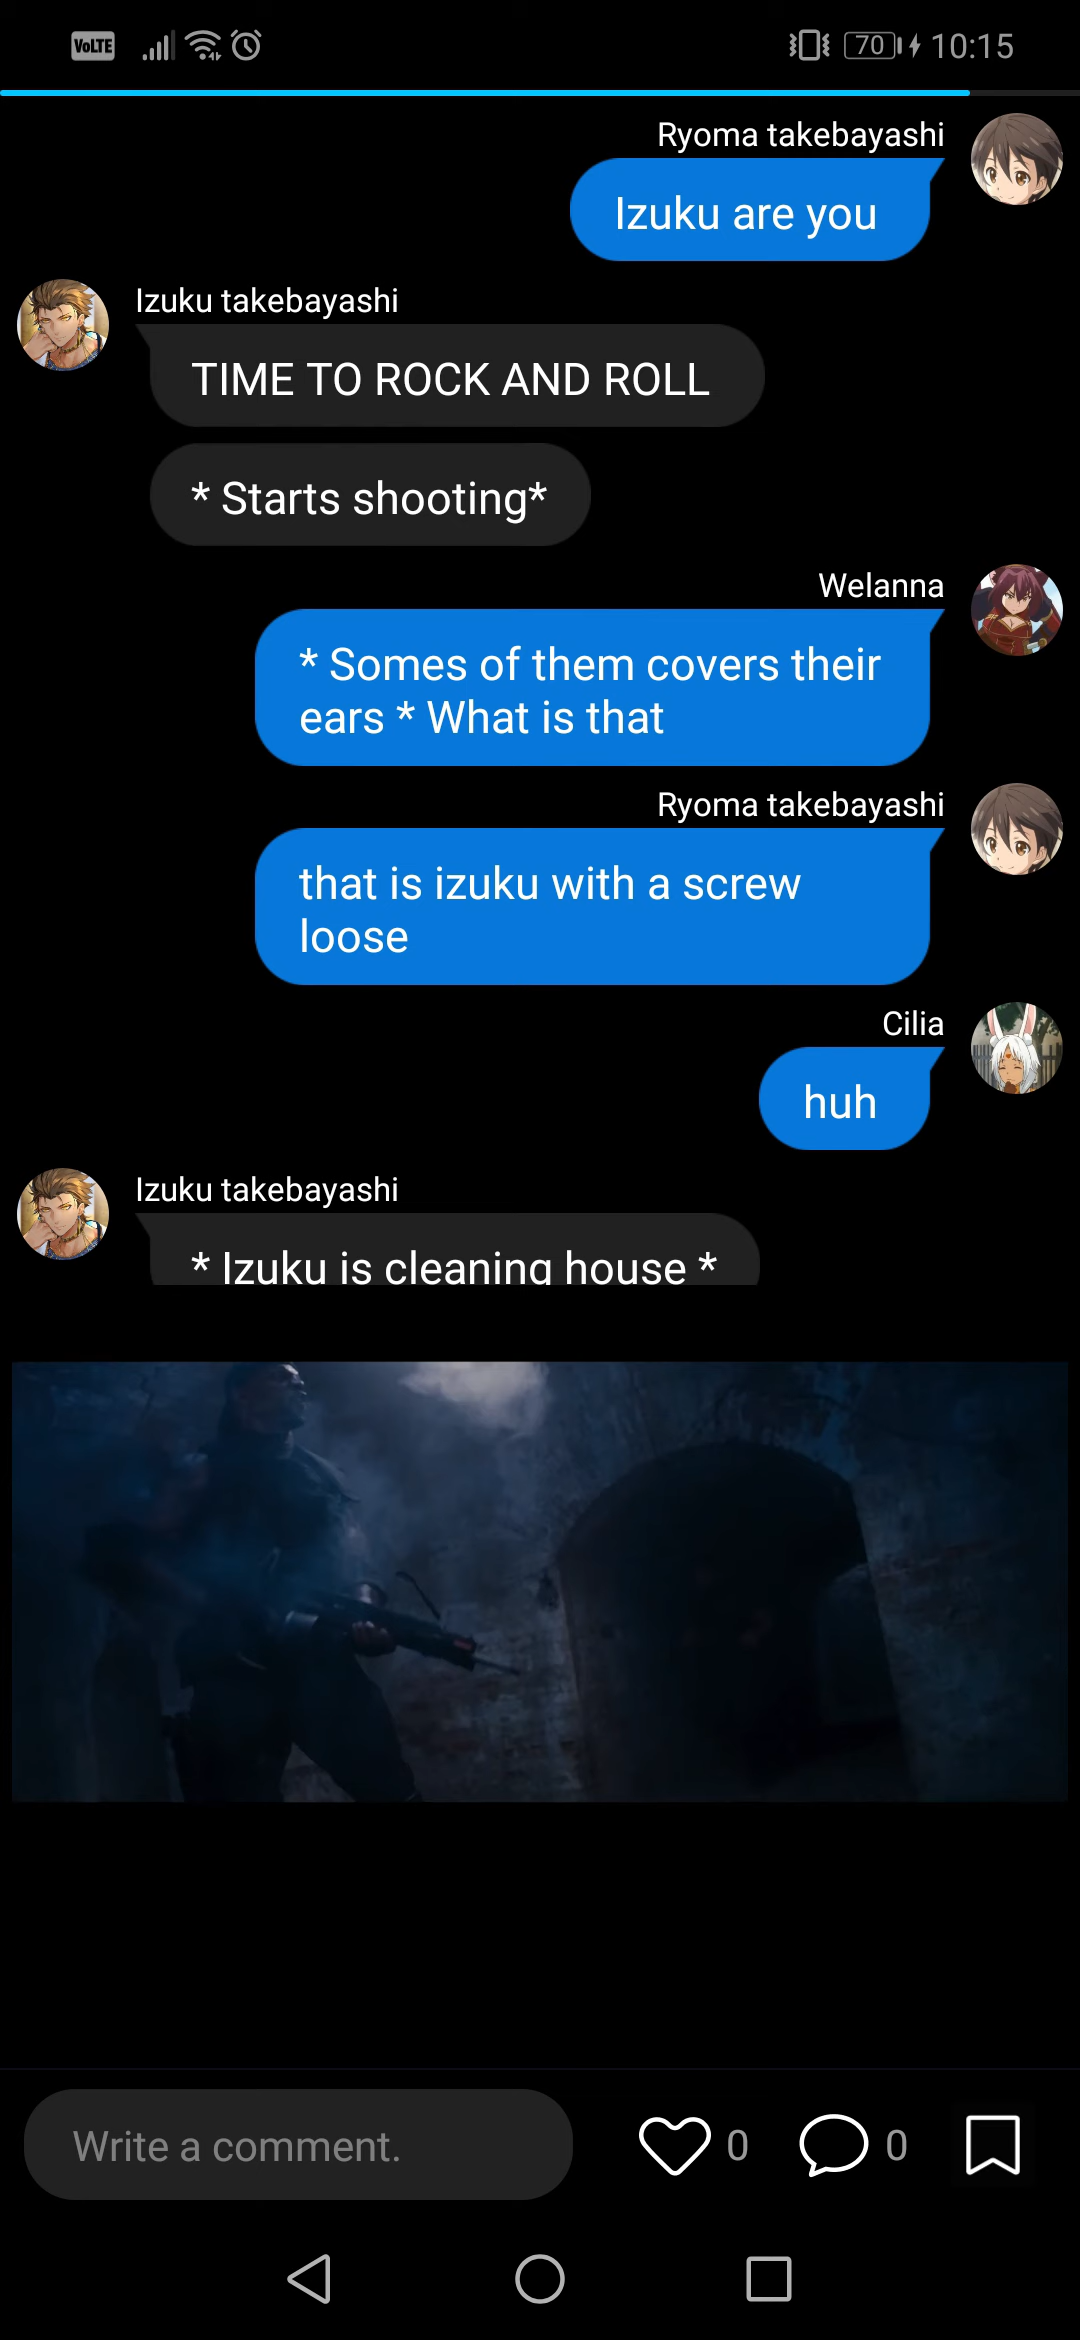 VoLTE 70 10:15
Ryoma takebayashi
Izuku are you
Izuku takebayashi
TIME TO ROCK AND ROLL
* Starts shooting*
Welanna
* Somes of them covers their
ears * What is that
Ryoma takebayashi
that is izuku with a screw
loose
Cilia
huh
Izuku takebayashi
* Izuku is cleaning house *
Write a comment.
0
0